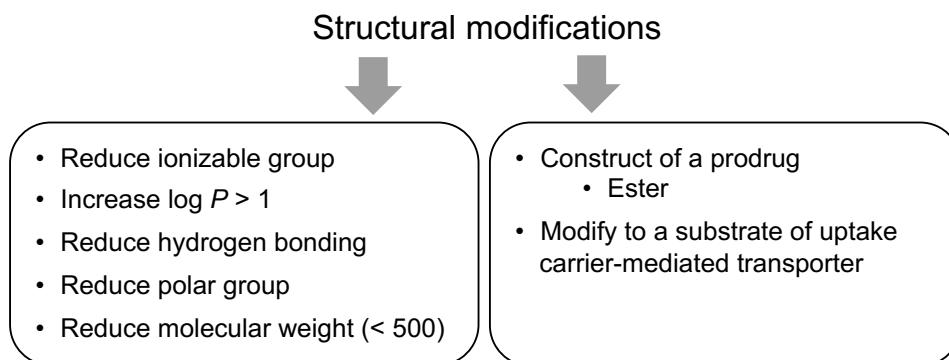 Structural modifications
• Reduce ionizable group
• Increase log P > 1
• Reduce hydrogen bonding
• Reduce polar group
• Reduce molecular weight (< 500)
• Construct of a prodrug
• Ester
• Modify to a substrate of uptake
carrier-mediated transporter